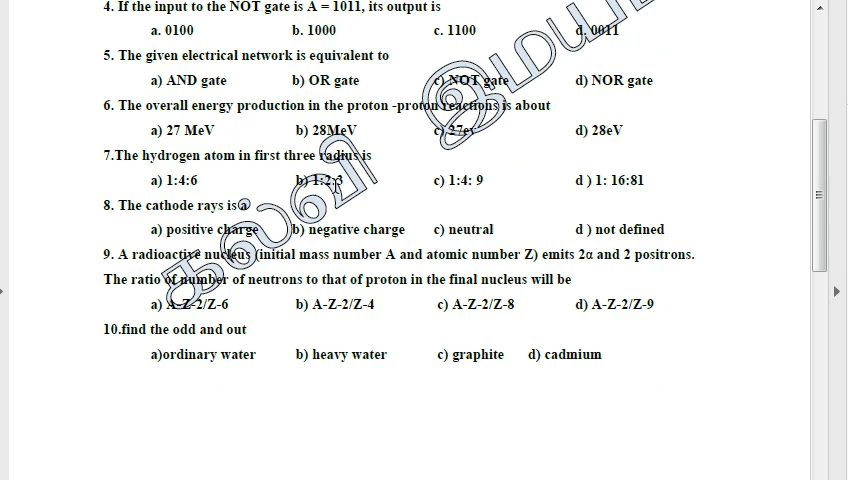 4. If the input to the NOT gate is A = 1011, its output is
a. 0100 b. 1000 c. 1100 d. 0011
5. The given electrical network is equivalent to
a) AND gate b) OR gate c) NOT gate d) NOR gate
6. The overall energy production in the proton -proton reactions is about
a) 27 MeV b) 28MeV c) 27ev d) 28eV
7.The hydrogen atom in first three radius is
a) 1:4:6 b) 1:2:3 c) 1:4: 9 d ) 1: 16:81
8. The cathode rays is a
a) positive charge b) negative charge c) neutral d ) not defined
9. A radioactive nucleus (initial mass number A and atomic number Z) emits 2α and 2 positrons.
The ratio of number of neutrons to that of proton in the final nucleus will be
a) A-Z-2/Z-6 b) A-Z-2/Z-4 c) A-Z-2/Z-8 d) A-Z-2/Z-9
10.find the odd and out
a)ordinary water b) heavy water c) graphite d) cadmium
கல்வி